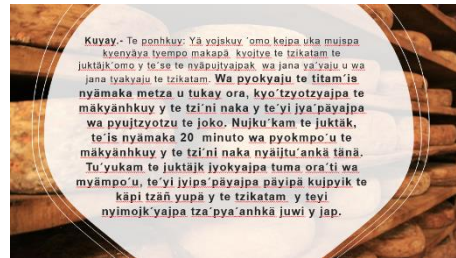 Kuyay.- Te ponhkuy: Yä yojskuy ´omo kejpa uka mujspa
kyenyäya tyempo makapä kyojtye te tzikatam te
juktäjk´omo y te´se te nyäpujtyajpak wa jana ya´yaju u wa
jana tyakyaju te tzikatam. Wa pyokyaju te titam´is
nyämaka metza u tukay ora, kyo´tzyotzyajpa te
mäkyänhkuy y te tzi´ni naka y te´yi jya´päyajpa
wa pyujtzyotzu te joko. Nujku´kam te juktäk,
te´is nyämaka 20 minuto wa pyokmpo´u te
mäkyänhkuy y te tzi´ni naka nyäijtu´ankä tänä.
Tu´yukam te juktäjk jyokyajpa tuma ora´ti wa
myämpo´u, te´yi jyips´päyajpa päyipä kujpyik te
käpi tzäñ yupä y te tzikatam y teyi
nyimojk´yajpa tza´pya´anhkä juwi y jap.